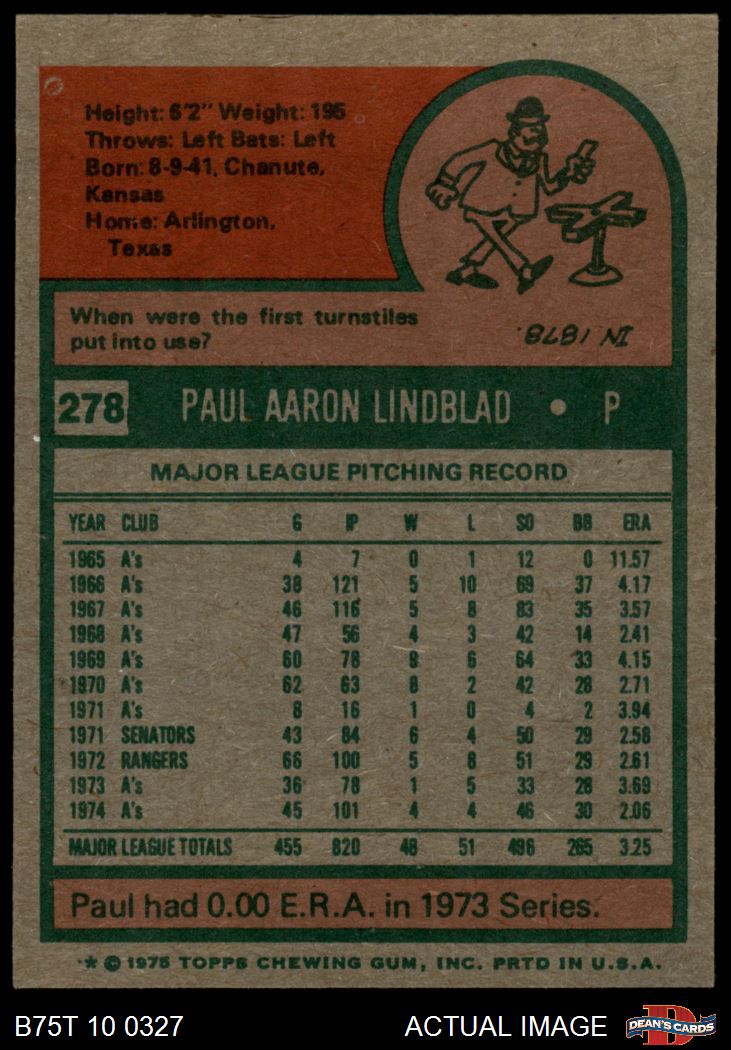 Height: 6'2" Weight: 195
Throws: Left Bats: Left
Born: 8-9-41, Chanute,
Kansas
Home: Arlington,
Texas
When were the first turnstiles
put into use?
IN 1878.
278 PAUL AARON LINDBLAD • P
MAJOR LEAGUE PITCHING RECORD
YEAR CLUB G IP W L SO BB ERA
1965 A's 4 7 0 1 12 0 11.57
1966 A's 38 121 5 10 69 37 4.17
1967 A's 46 116 5 8 83 35 3.57
1968 A's 47 56 4 3 42 14 2.41
1969 A's 60 78 9 6 64 33 4.15
1970 A's 62 63 8 2 42 28 2.71
1971 A's 8 16 1 0 4 2 3.94
1971 SENATORS 43 84 6 4 50 29 2.58
1972 RANGERS 66 100 5 8 51 29 2.61
1973 A's 36 78 1 5 33 28 3.69
1974 A's 45 101 4 4 46 30 2.06
MAJOR LEAGUE TOTALS 455 820 48 51 496 265 3.25
Paul had 0.00 E.R.A. in 1973 Series.
* © 1975 TOPPS CHEWING GUM, INC. PRTD IN U.S.A.
B75T 10 0327 ACTUAL IMAGE D DEAN'S CARDS